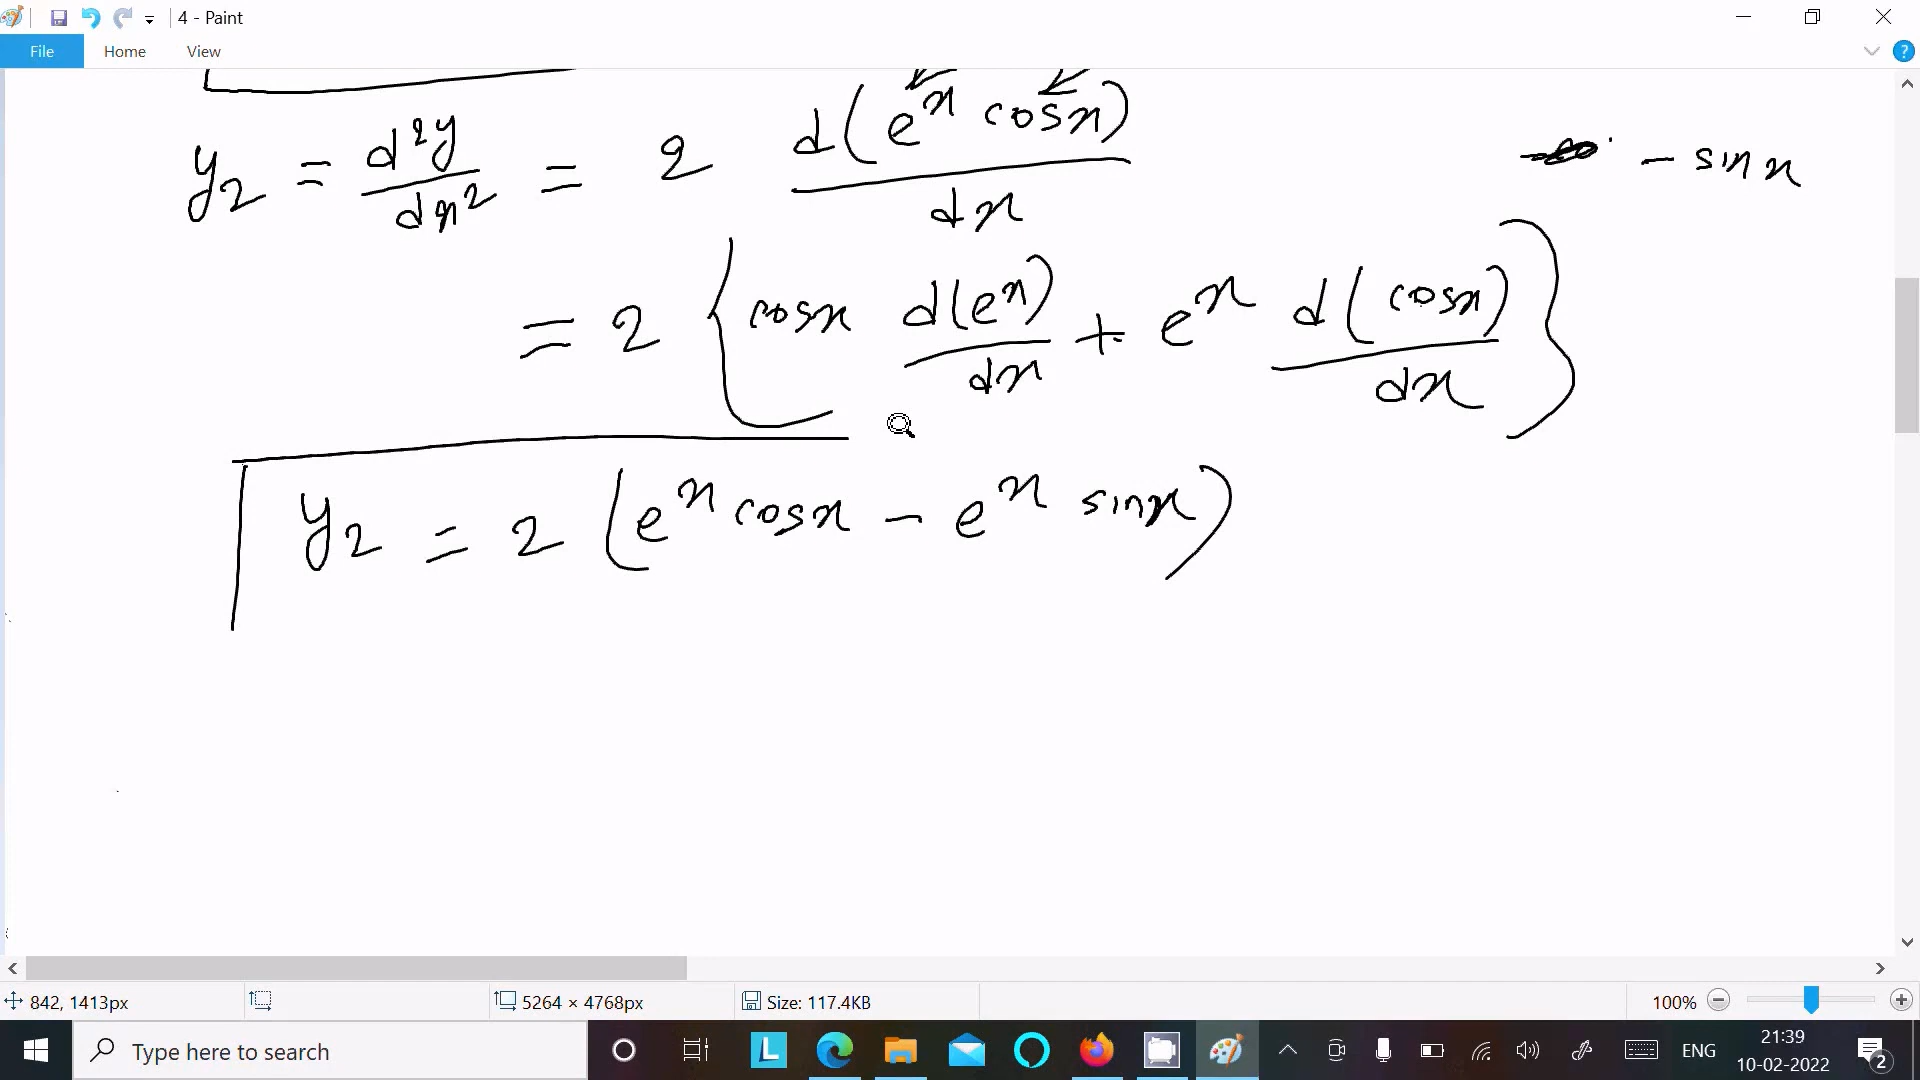 4 - Paint
File Home View
y₂ = d²y/dx² = 2 d(eˣ cosx)/dx
- sinx
= 2 { cosx d(eˣ)/dx + eˣ d(cosx)/dx }
y₂ = 2 (eˣ cosx - eˣ sinx)
842, 1413px 5264 × 4768px Size: 117.4KB 100%
Type here to search L ENG 21:39
10-02-2022 2